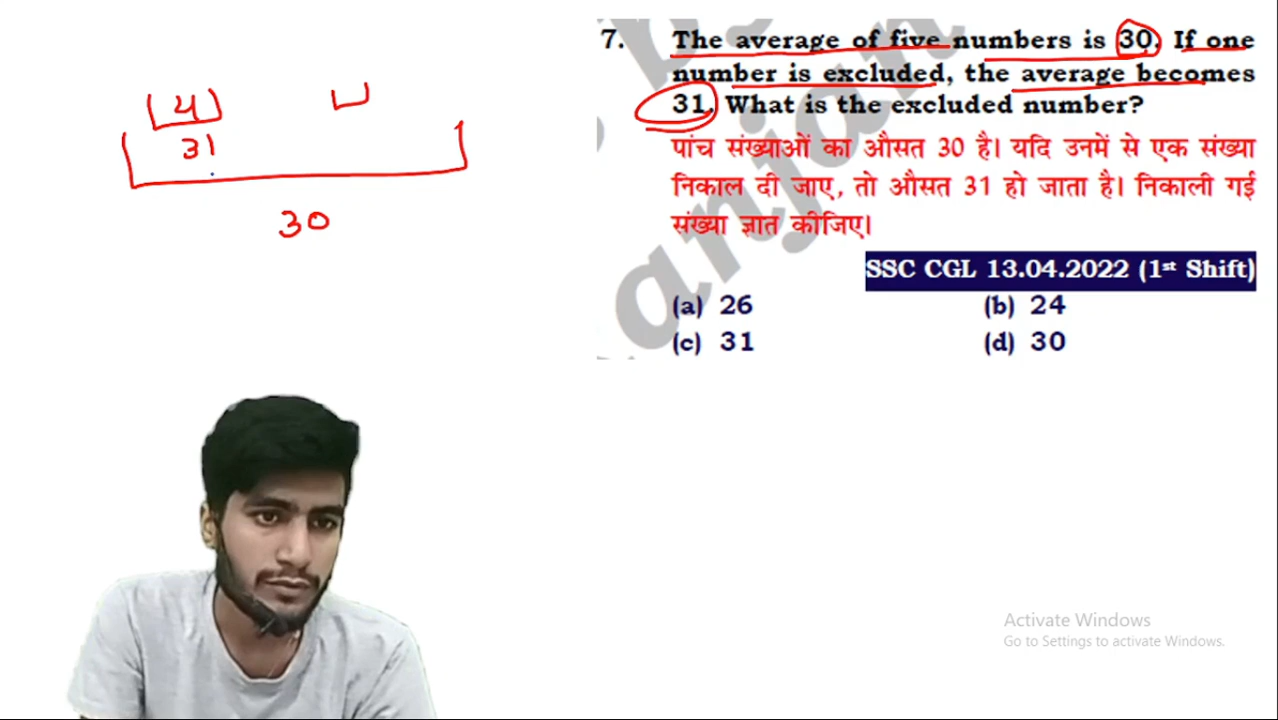 7. The average of five numbers is 30. If one
number is excluded, the average becomes
31. What is the excluded number?
पांच संख्याओं का औसत 30 है। यदि उनमें से एक संख्या
निकाल दी जाए, तो औसत 31 हो जाता है। निकाली गई
संख्या ज्ञात कीजिए।
SSC CGL 13.04.2022 (1st Shift)
(a) 26 (b) 24
(c) 31 (d) 30
4
31
30
Activate Windows
Go to Settings to activate Windows.